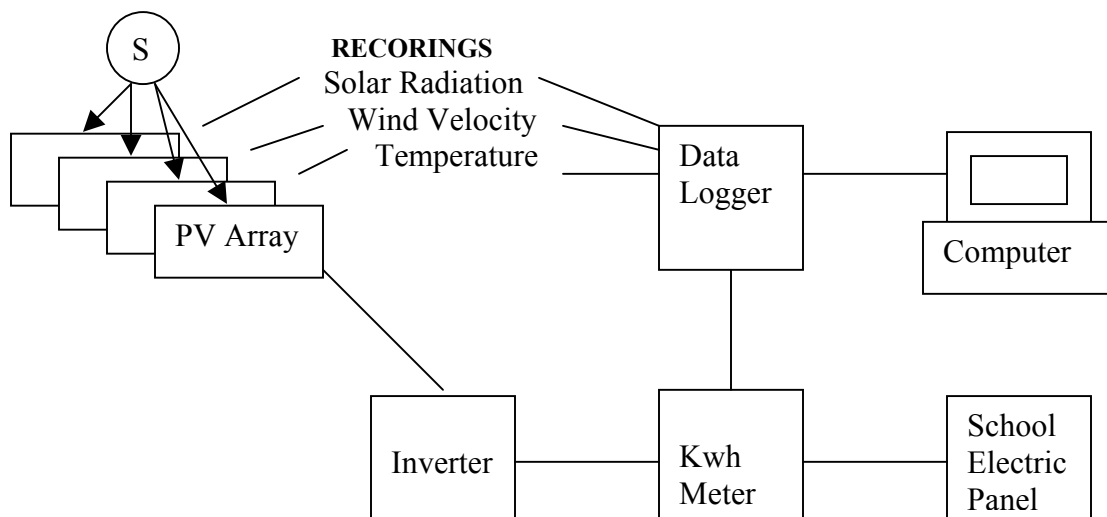 S
RECORINGS
Solar Radiation
Wind Velocity
Temperature
Data
Logger
PV Array
Computer
Inverter
Kwh
Meter
School
Electric
Panel